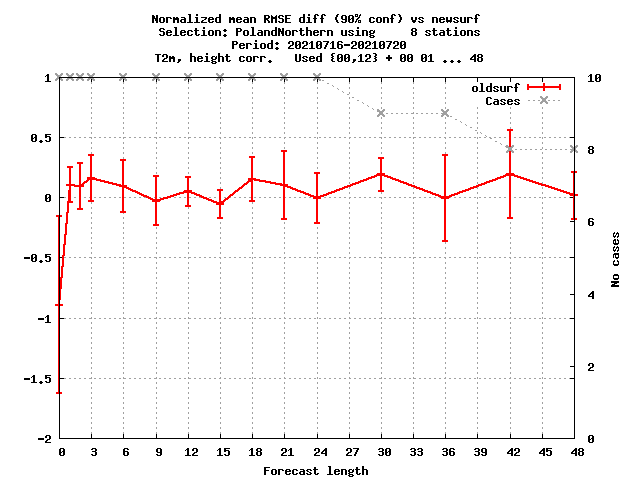 Normalized mean RMSE diff (90% conf) vs newsurf
Selection: PolandNorthern using     8 stations
Period: 20210716-20210720
T2m, height corr.   Used {00,12} + 00 01 ... 48
oldsurf
Cases
1
0.5
0
-0.5
-1
-1.5
-2
10
8
6
4
2
0
No cases
0 3 6 9 12 15 18 21 24 27 30 33 36 39 42 45 48
Forecast length